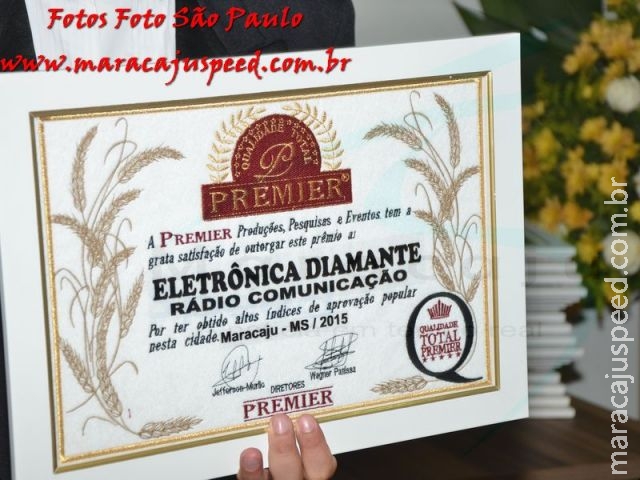 Fotos Foto São Paulo
www.maracajuspeed.com.br
QUALIDADE TOTAL
P
PREMIER®
A PREMIER Produções, Pesquisas e Eventos, tem a
grata satisfação de outorgar este prêmio a:
ELETRÔNICA DIAMANTE
RÁDIO COMUNICAÇÃO
Por ter obtido altos índices de aprovação popular
nesta cidade. Maracaju - MS / 2015
QUALIDADE
TOTAL
PREMIER
Jefferson Murilo
DIRETORES
Wagner
PREMIER
maracajuspeed.com.br